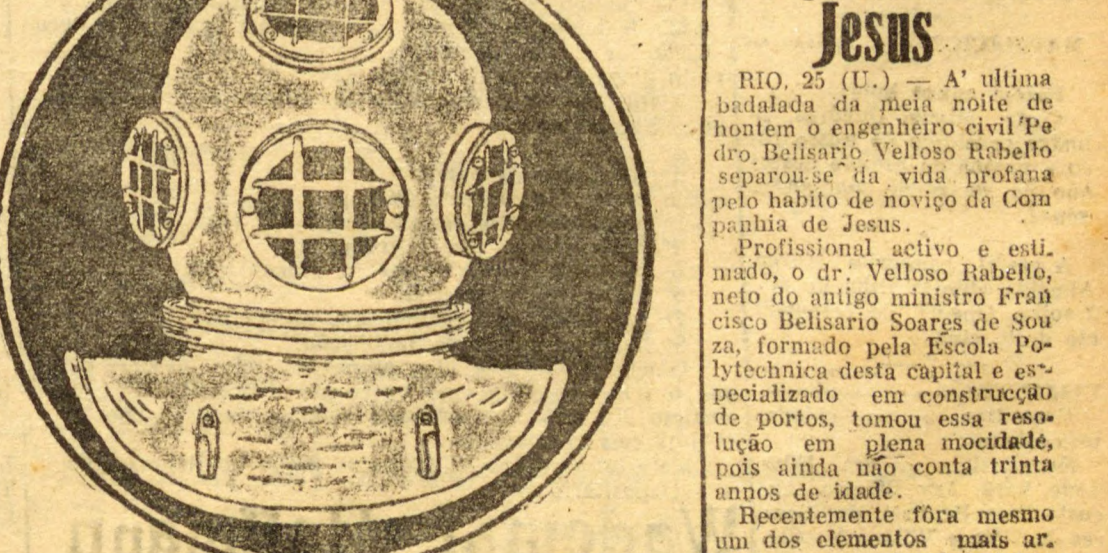 Jesus
RIO, 25 (U.) — A' ultima
badalada da meia noite de
hontem o engenheiro civil Pe
dro Belisario Velloso Rabello
separou-se da vida profana
pelo habito de noviço da Com
panhia de Jesus.
Profissional activo e esti-
mado, o dr. Velloso Rabello,
neto do antigo ministro Fran
cisco Belisario Soares de Sou
za, formado pela Escola Po-
lytechnica desta capital e es-
pecializado em construcção
de portos, tomou essa reso-
lução em plena mocidade,
pois ainda não conta trinta
annos de idade.
Recentemente fôra mesmo
um dos elementos mais ar-